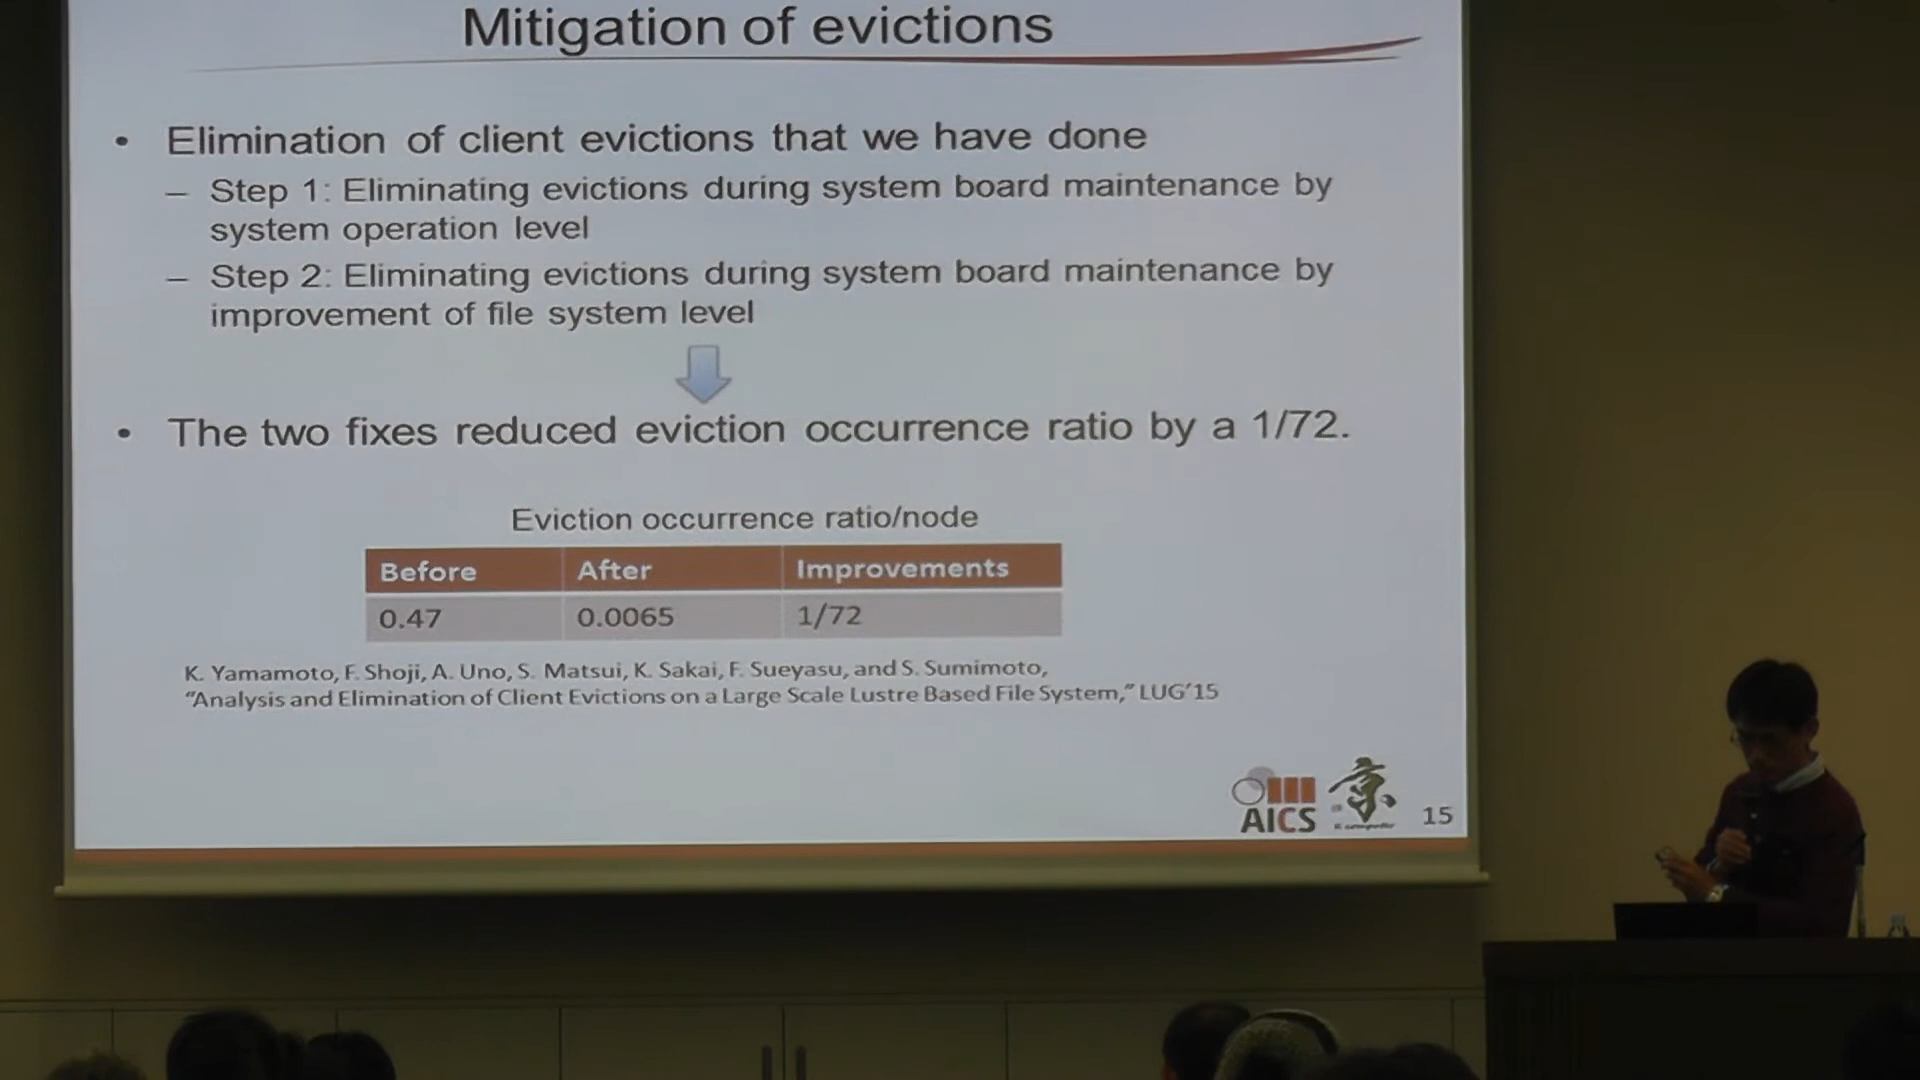 Mitigation of evictions
• Elimination of client evictions that we have done
– Step 1: Eliminating evictions during system board maintenance by
system operation level
– Step 2: Eliminating evictions during system board maintenance by
improvement of file system level
• The two fixes reduced eviction occurrence ratio by a 1/72.
Eviction occurrence ratio/node
Before After Improvements
0.47 0.0065 1/72
K. Yamamoto, F. Shoji, A. Uno, S. Matsui, K. Sakai, F. Sueyasu, and S. Sumimoto,
“Analysis and Elimination of Client Evictions on a Large Scale Lustre Based File System,” LUG’15
AICS 京 15